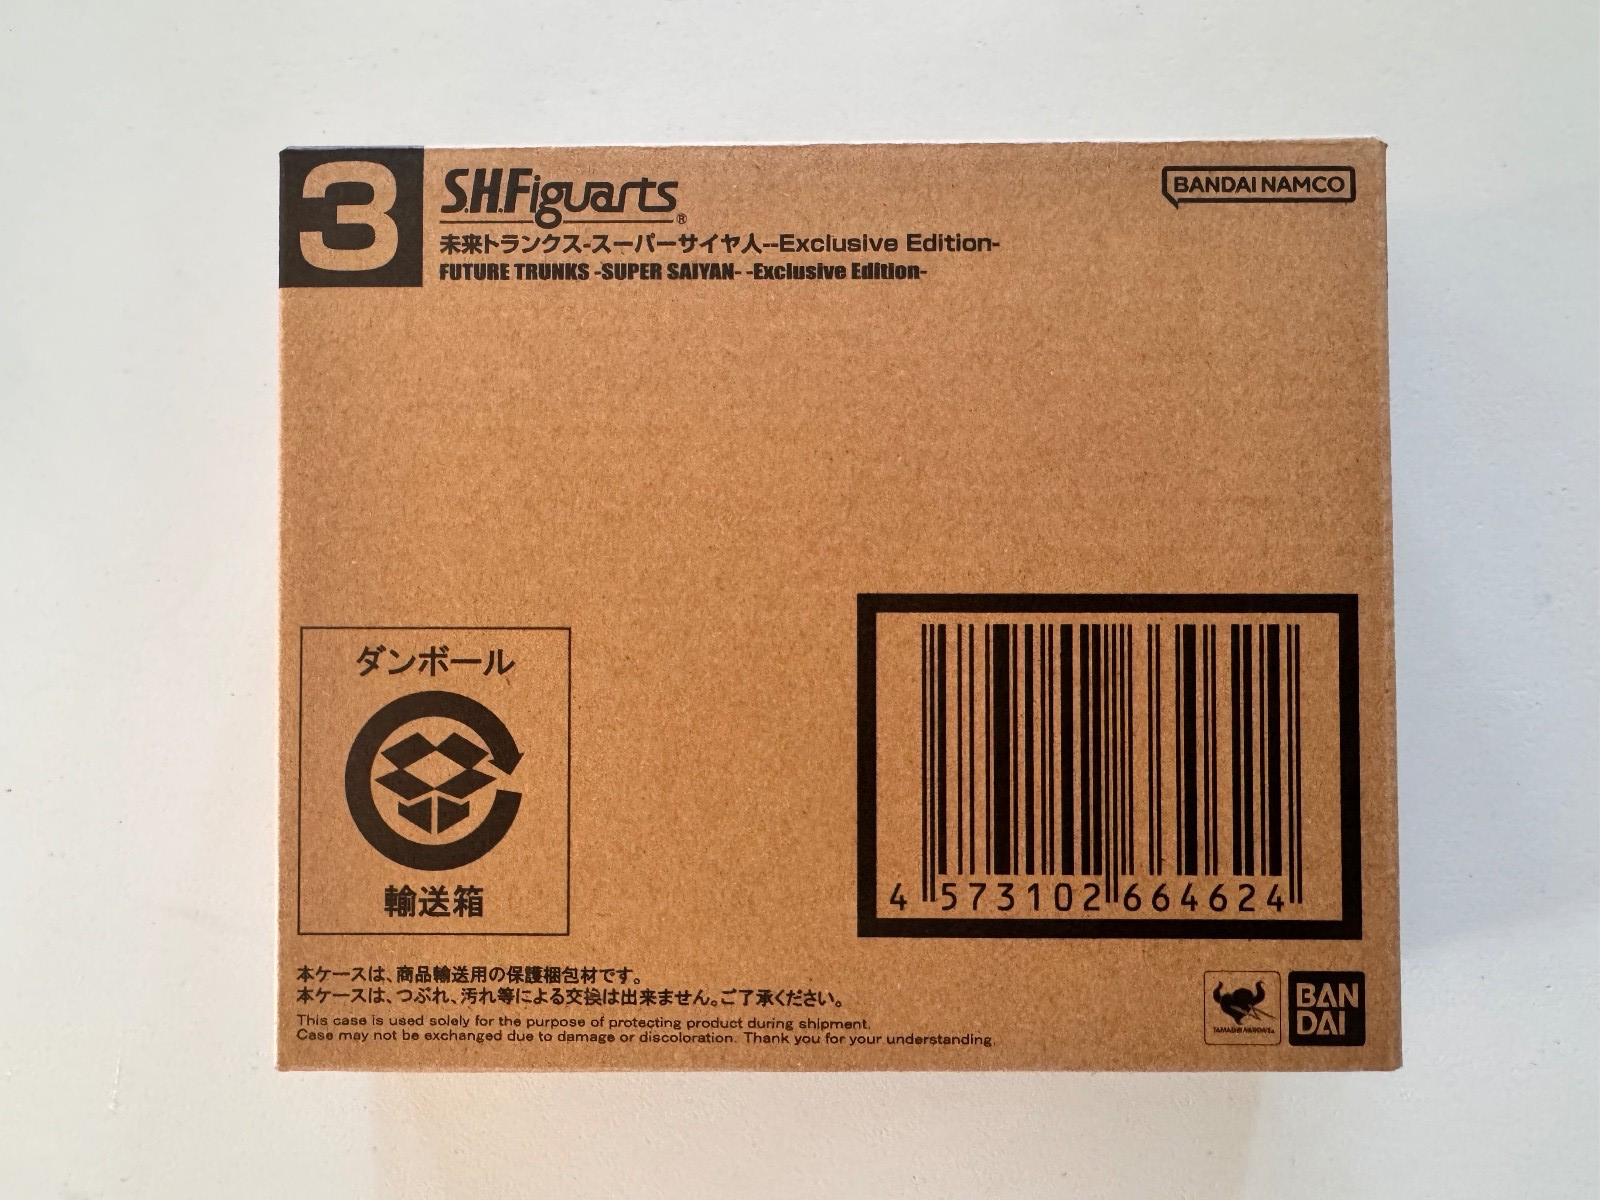 3
S.H.Figuarts®
未来トランクス-スーパーサイヤ人--Exclusive Edition-
FUTURE TRUNKS -SUPER SAIYAN- -Exclusive Edition-
BANDAI NAMCO
ダンボール
輸送箱
4 573102 664624
本ケースは、商品輸送用の保護梱包材です。
本ケースは、つぶれ、汚れ等による交換は出来ません。ご了承ください。
This case is used solely for the purpose of protecting product during shipment.
Case may not be exchanged due to damage or discoloration. Thank you for your understanding.
TAMASHII NATIONS
BAN
DAI